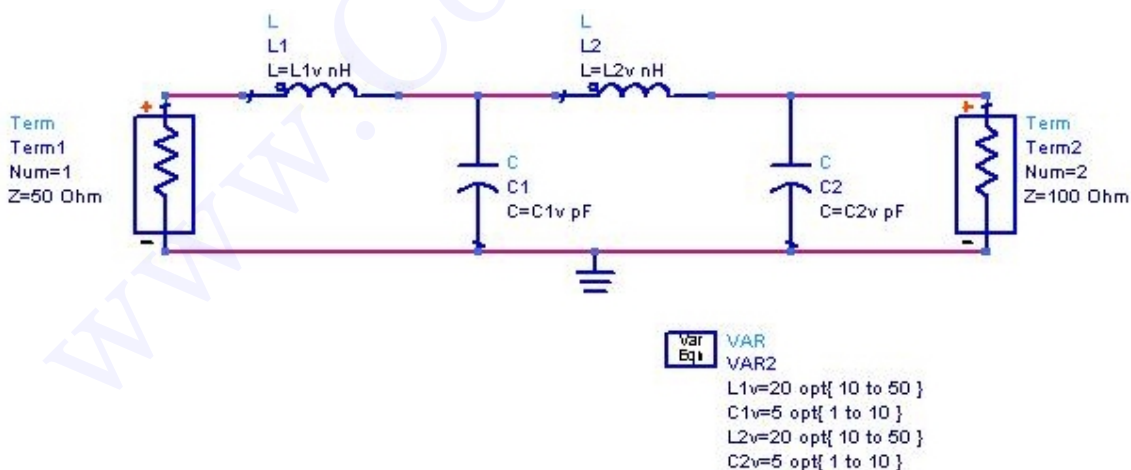 L
L1
L=L1v nH
L
L2
L=L2v nH
+
Term
Term1
Num=1
Z=50 Ohm
-
C
C1
C=C1v pF
C
C2
C=C2v pF
+
Term
Term2
Num=2
Z=100 Ohm
-
Var
Eqn
VAR
VAR2
L1v=20 opt{ 10 to 50 }
C1v=5 opt{ 1 to 10 }
L2v=20 opt{ 10 to 50 }
C2v=5 opt{ 1 to 10 }
www.Co